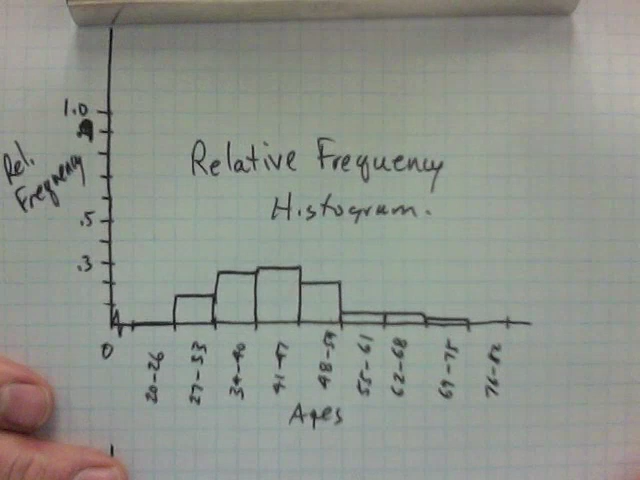 1.0
Rel.
Frequency
Relative Frequency
Histogram.
.5
.3
0
20-26
27-33
34-40
41-47
48-54
55-61
62-68
69-75
76-82
Ages